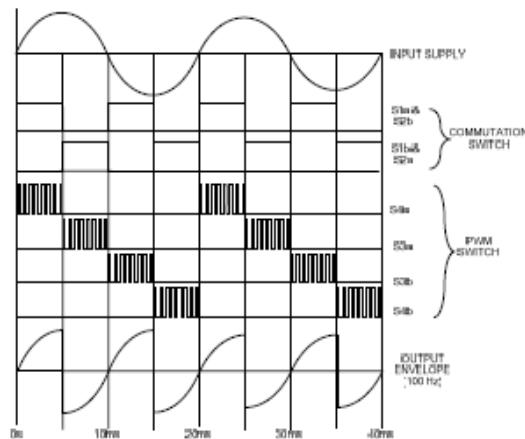 INPUT SUPPLY
S1a&
S2b
COMMUTATION
SWITCH
S1b&
S2a
S4a
PWM
SWITCH
S3a
S3b
S4b
OUTPUT
ENVELOPE
(100 Hz)
0s 10ms 20ms 30ms 40ms